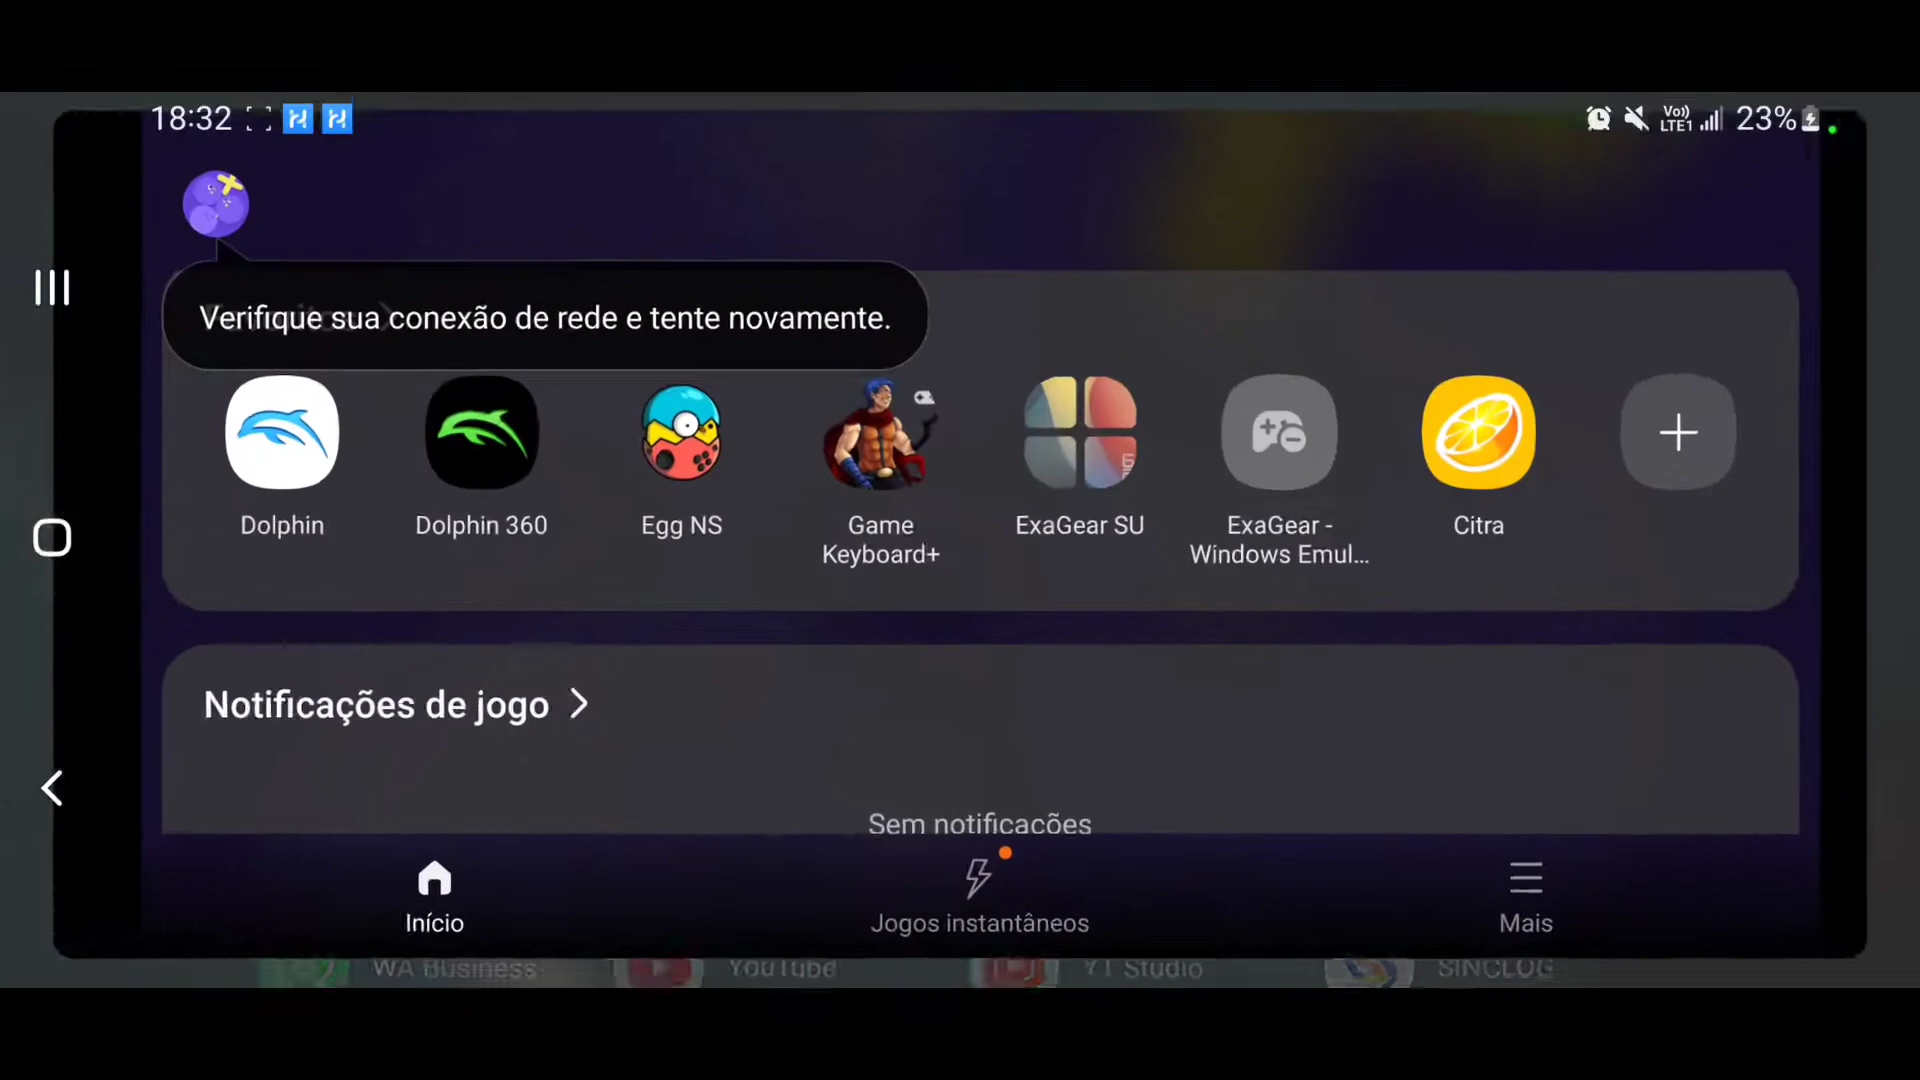 18:32
Vo))
LTE1
23%
Verifique sua conexão de rede e tente novamente.
Dolphin
Dolphin 360
Egg NS
Game
Keyboard+
ExaGear SU
ExaGear -
Windows Emul...
Citra
Notificações de jogo
Sem notificações
Início
Jogos instantâneos
Mais
WA Business
YouTube
YT Studio
SINCLOG